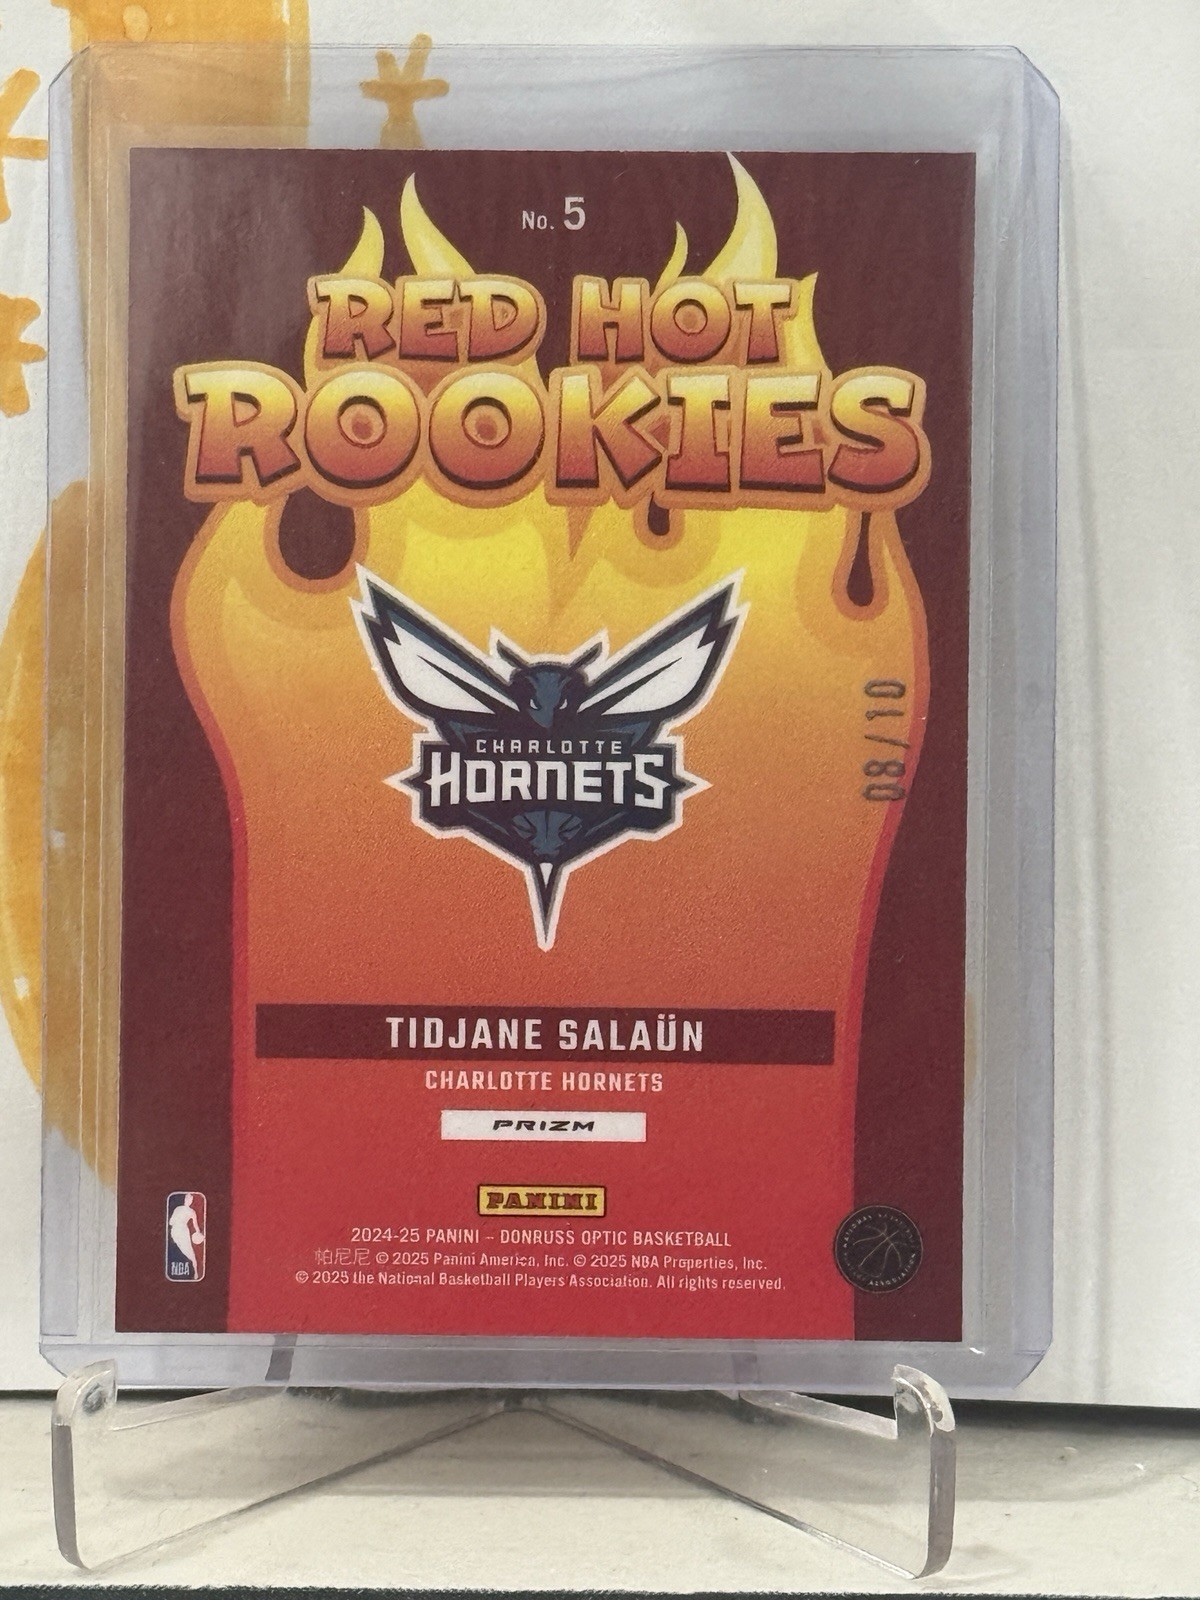 No. 5
RED HOT
ROOKIES
08/10
CHARLOTTE
HORNETS
TIDJANE SALAÜN
CHARLOTTE HORNETS
PRIZM
PANINI
2024-25 PANINI - DONRUSS OPTIC BASKETBALL
帕尼尼 © 2025 Panini America, Inc. © 2025 NBA Properties, Inc.
© 2025 the National Basketball Players Association. All rights reserved.
NBA